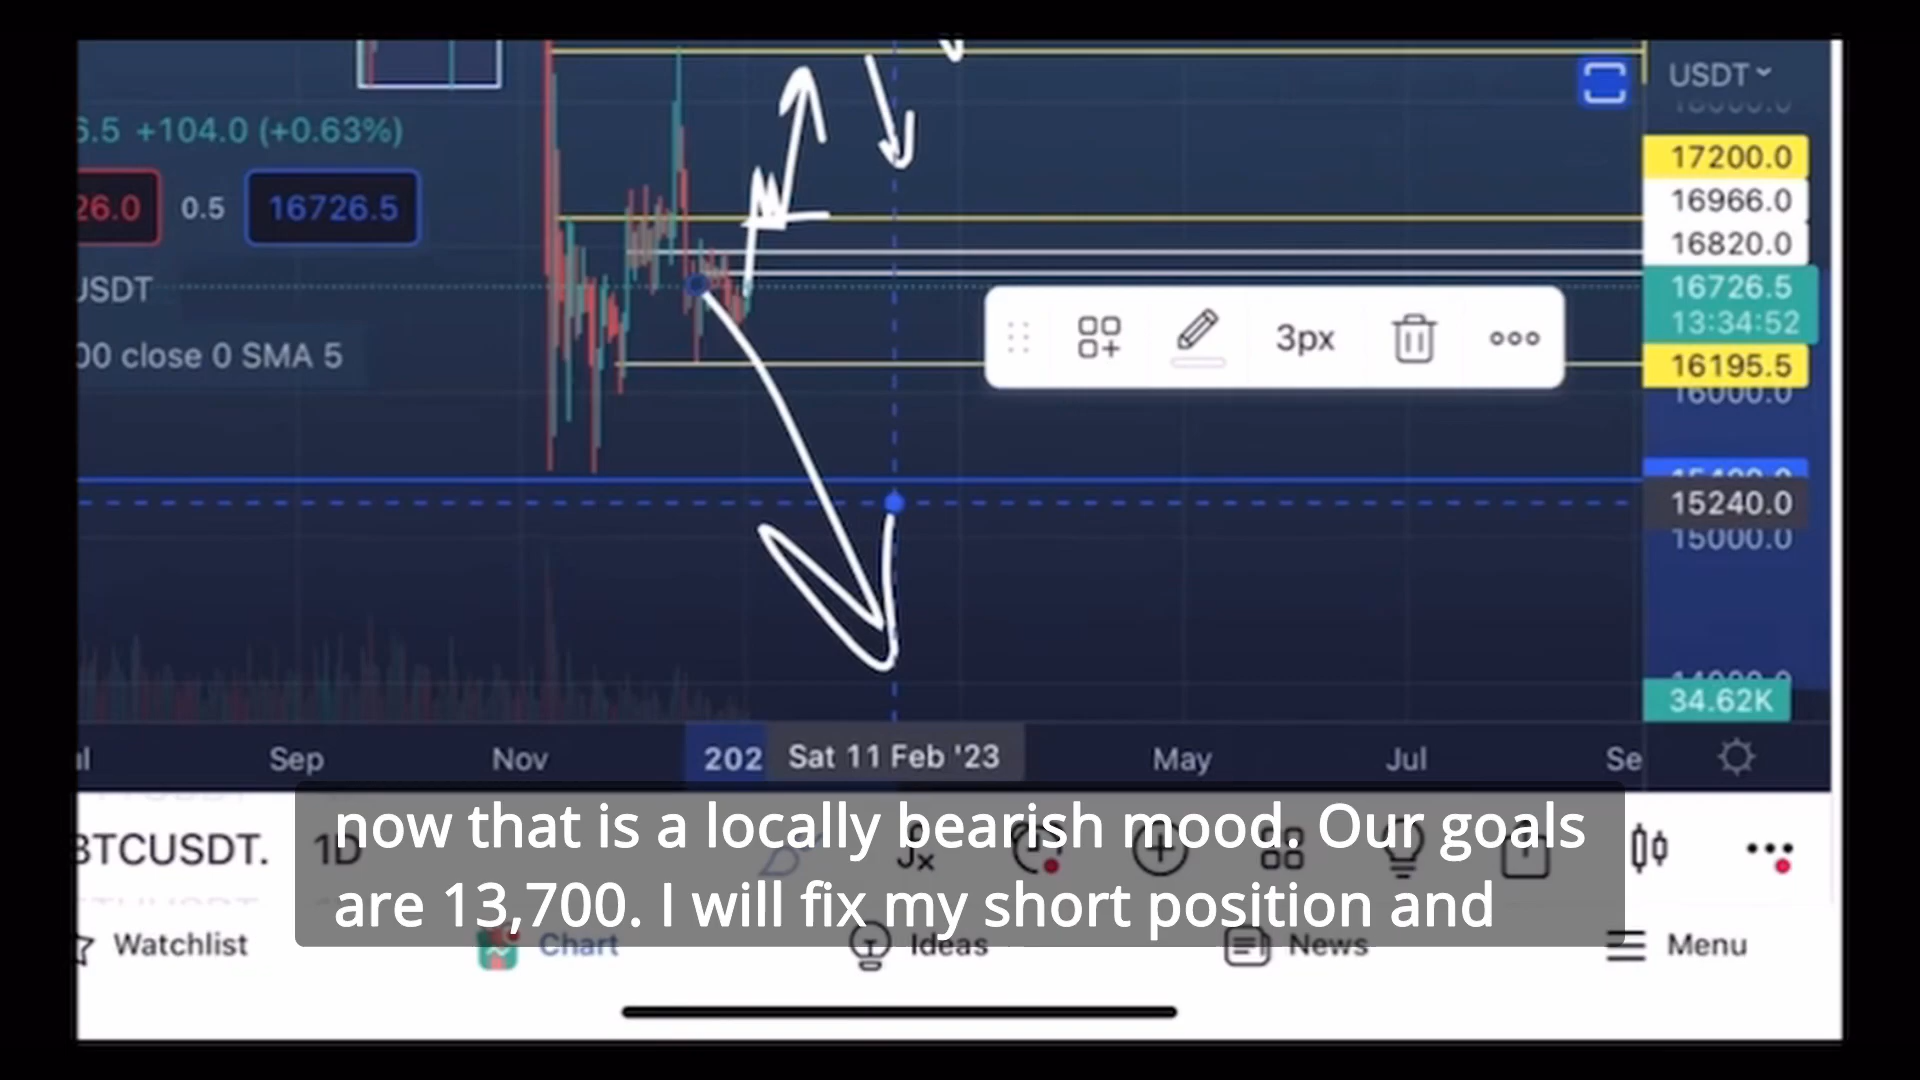 USDT
18000.0
6.5 +104.0 (+0.63%)
17200.0
26.0 0.5 16726.5
16966.0
16820.0
USDT
16726.5
13:34:52
3px
00 close 0 SMA 5
16195.5
16000.0
15240.0
15000.0
34.62K
Sep Nov 202 Sat 11 Feb '23 May Jul Se
now that is a locally bearish mood. Our goals
are 13,700. I will fix my short position and
BTCUSDT. 1D
Watchlist Chart Ideas News Menu